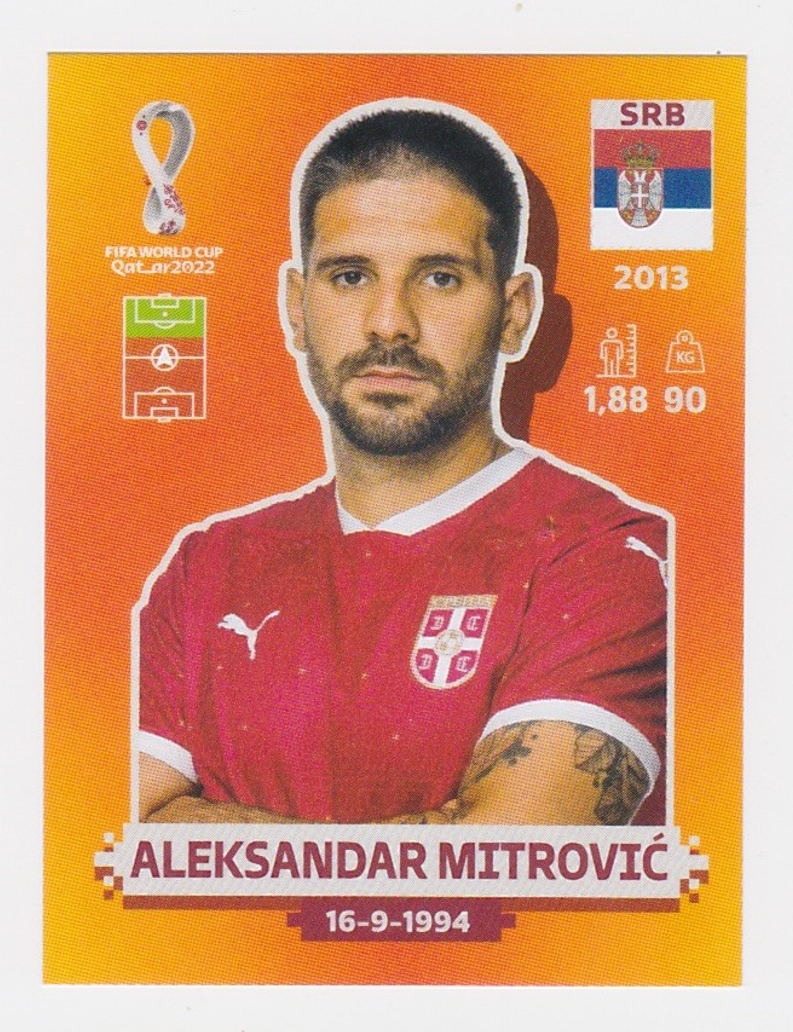 FIFA WORLD CUP
Qatar2022
SRB
2013
KG
1,88 90
ALEKSANDAR MITROVIĆ
16-9-1994